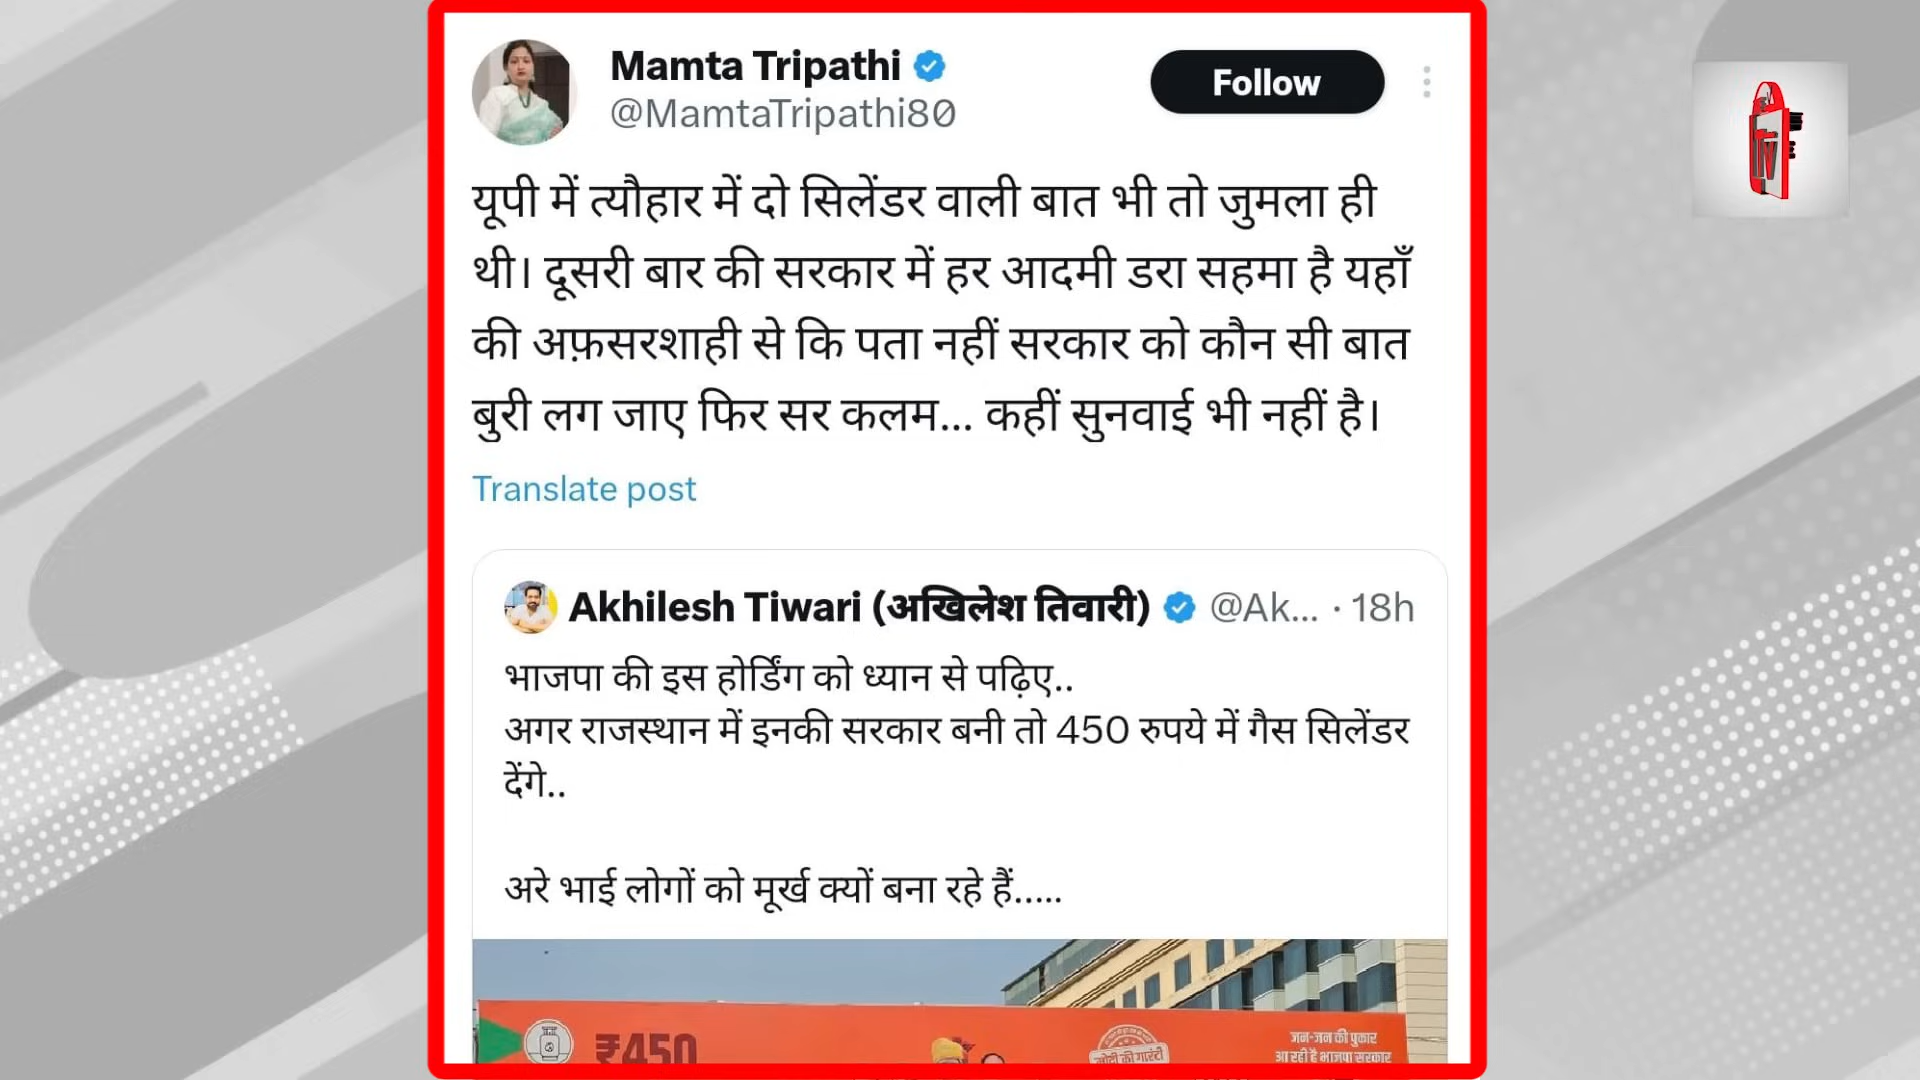 Mamta Tripathi
Follow
@MamtaTripathi80
यूपी में त्यौहार में दो सिलेंडर वाली बात भी तो जुमला ही
थी। दूसरी बार की सरकार में हर आदमी डरा सहमा है यहाँ
की अफ़सरशाही से कि पता नहीं सरकार को कौन सी बात
बुरी लग जाए फिर सर कलम... कहीं सुनवाई भी नहीं है।
Translate post
Akhilesh Tiwari (अखिलेश तिवारी) @Ak... · 18h
भाजपा की इस होर्डिंग को ध्यान से पढ़िए..
अगर राजस्थान में इनकी सरकार बनी तो 450 रुपये में गैस सिलेंडर
देंगे..
अरे भाई लोगों को मूर्ख क्यों बना रहे हैं.....
₹450
मोदी की गारंटी
जन-जन की पुकार
आ रही है भाजपा सरकार